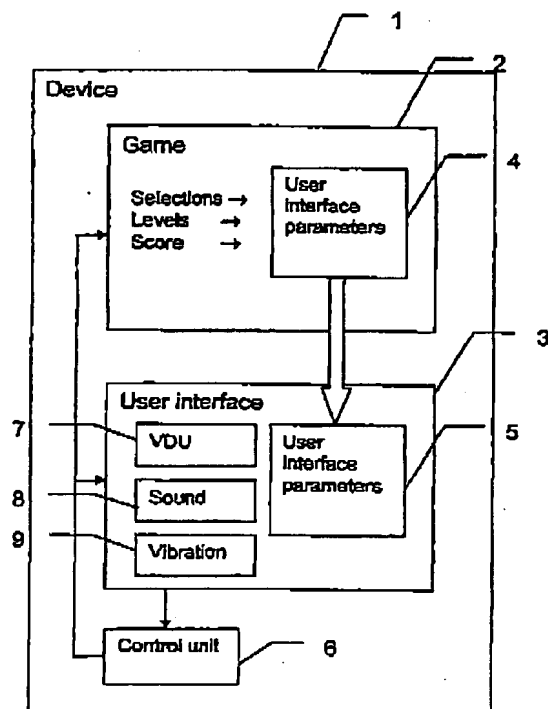 1
2
Device
Game
4
Selections →
Levels →
Score →
User
Interface
parameters
3
User interface
7
VDU
User
Interface
parameters
5
8
Sound
9
Vibration
Control unit
6